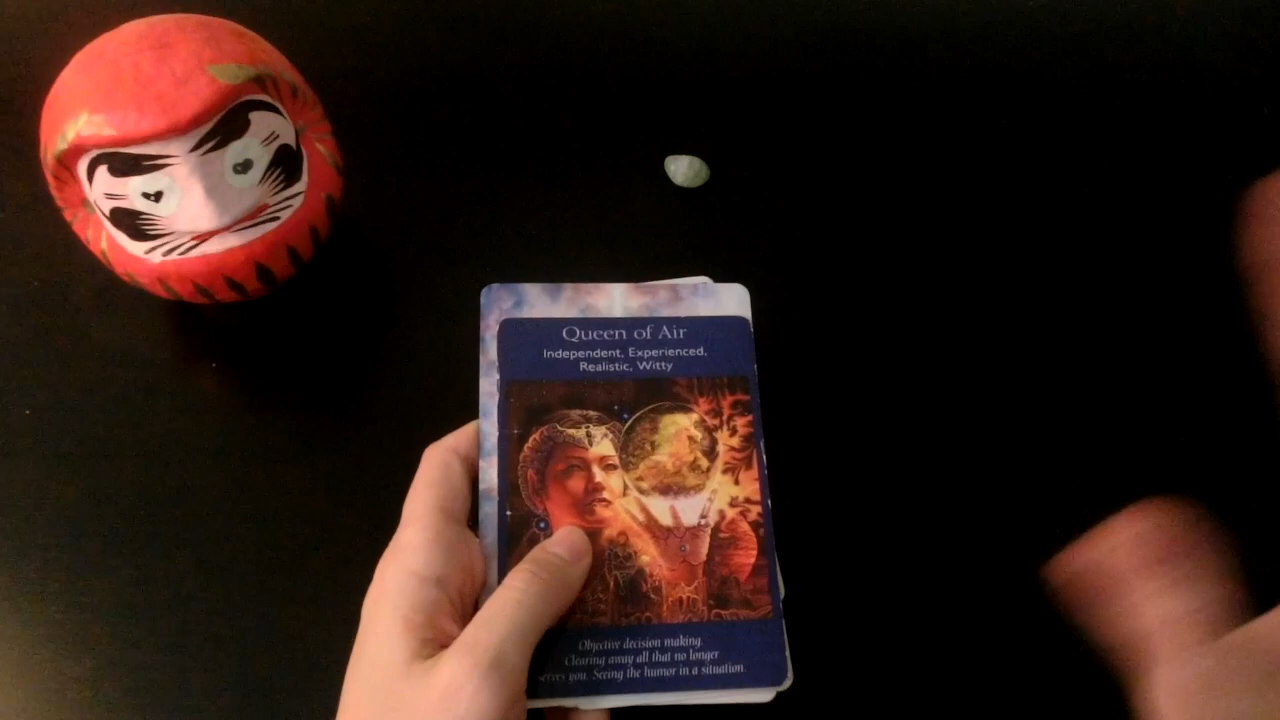 Queen of Air
Independent, Experienced,
Realistic, Witty
Objective decision making.
Clearing away all that no longer
serves you. Seeing the humor in a situation.